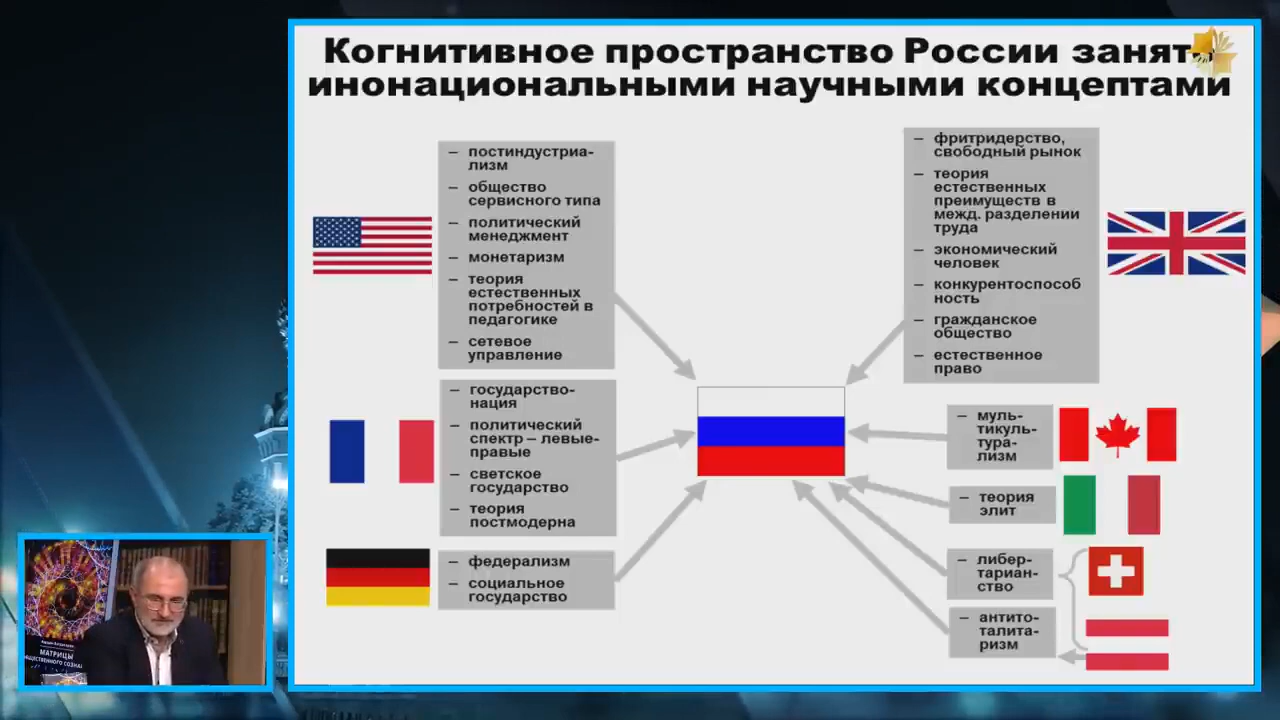 Когнитивное пространство России занято
инонациональными научными концептами
– постиндустриа-
лизм
– общество
сервисного типа
– политический
менеджмент
– монетаризм
– теория
естественных
потребностей в
педагогике
– сетевое
управление
– государство-
нация
– политический
спектр – левые-
правые
– светское
государство
– теория
постмодерна
– федерализм
– социальное
государство
– фритридерство,
свободный рынок
– теория
естественных
преимуществ в
межд. разделении
труда
– экономический
человек
– конкурентоспособ
ность
– гражданское
общество
– естественное
право
– муль-
тикуль-
тура-
лизм
– теория
элит
– либер-
тариан-
ство
– антито-
талита-
ризм
МАТРИЦЫ